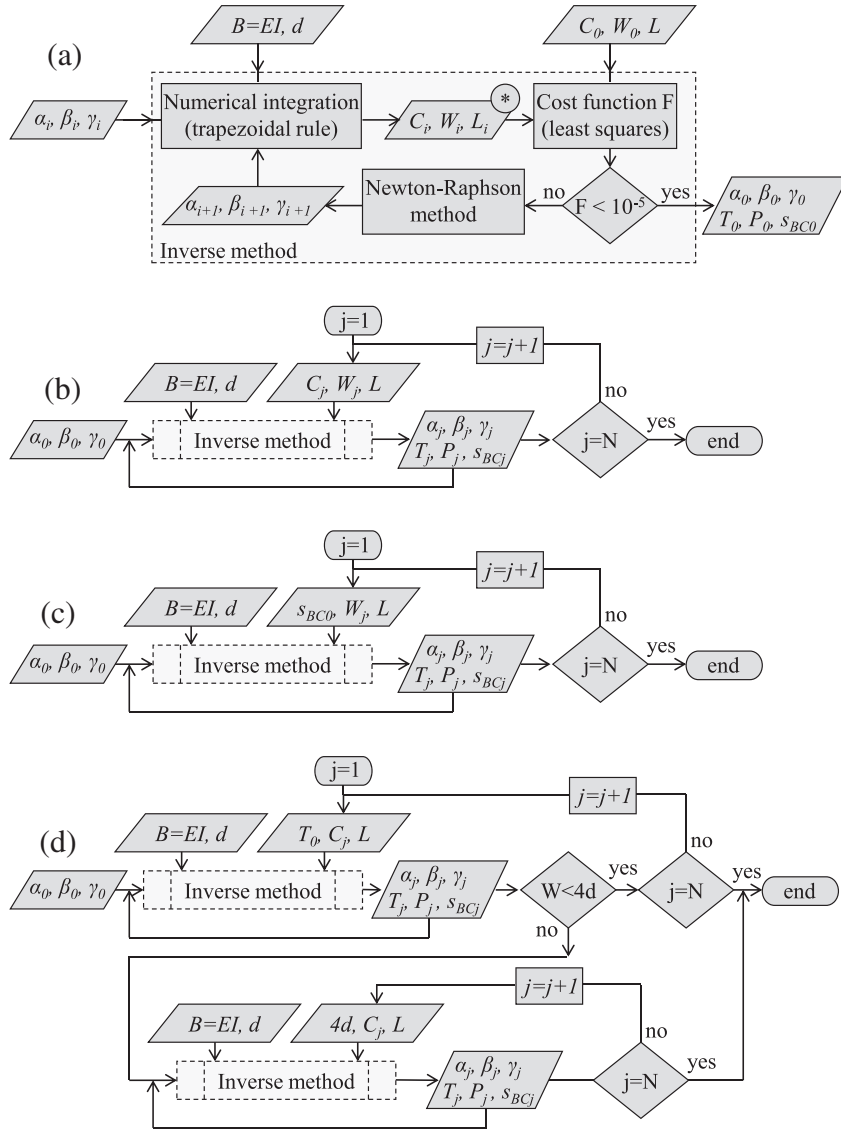 (a)
B=EI, d
C0, W0, L
αi, βi, γi
Numerical integration
(trapezoidal rule)
Ci, Wi, Li
*
Cost function F
(least squares)
αi+1, βi+1, γi+1
Newton-Raphson
method
no
F < 10-5
yes
α0, β0, γ0
T0, P0, sBC0
Inverse method
(b)
j=1
j=j+1
B=EI, d
Cj, Wj, L
no
α0, β0, γ0
Inverse method
αj, βj, γj
Tj, Pj, sBCj
j=N
yes
end
(c)
j=1
j=j+1
B=EI, d
sBC0, Wj, L
no
α0, β0, γ0
Inverse method
αj, βj, γj
Tj, Pj, sBCj
j=N
yes
end
(d)
j=1
j=j+1
B=EI, d
T0, Cj, L
no
α0, β0, γ0
Inverse method
αj, βj, γj
Tj, Pj, sBCj
W<4d
yes
j=N
yes
end
no
j=j+1
B=EI, d
4d, Cj, L
no
Inverse method
αj, βj, γj
Tj, Pj, sBCj
j=N
yes